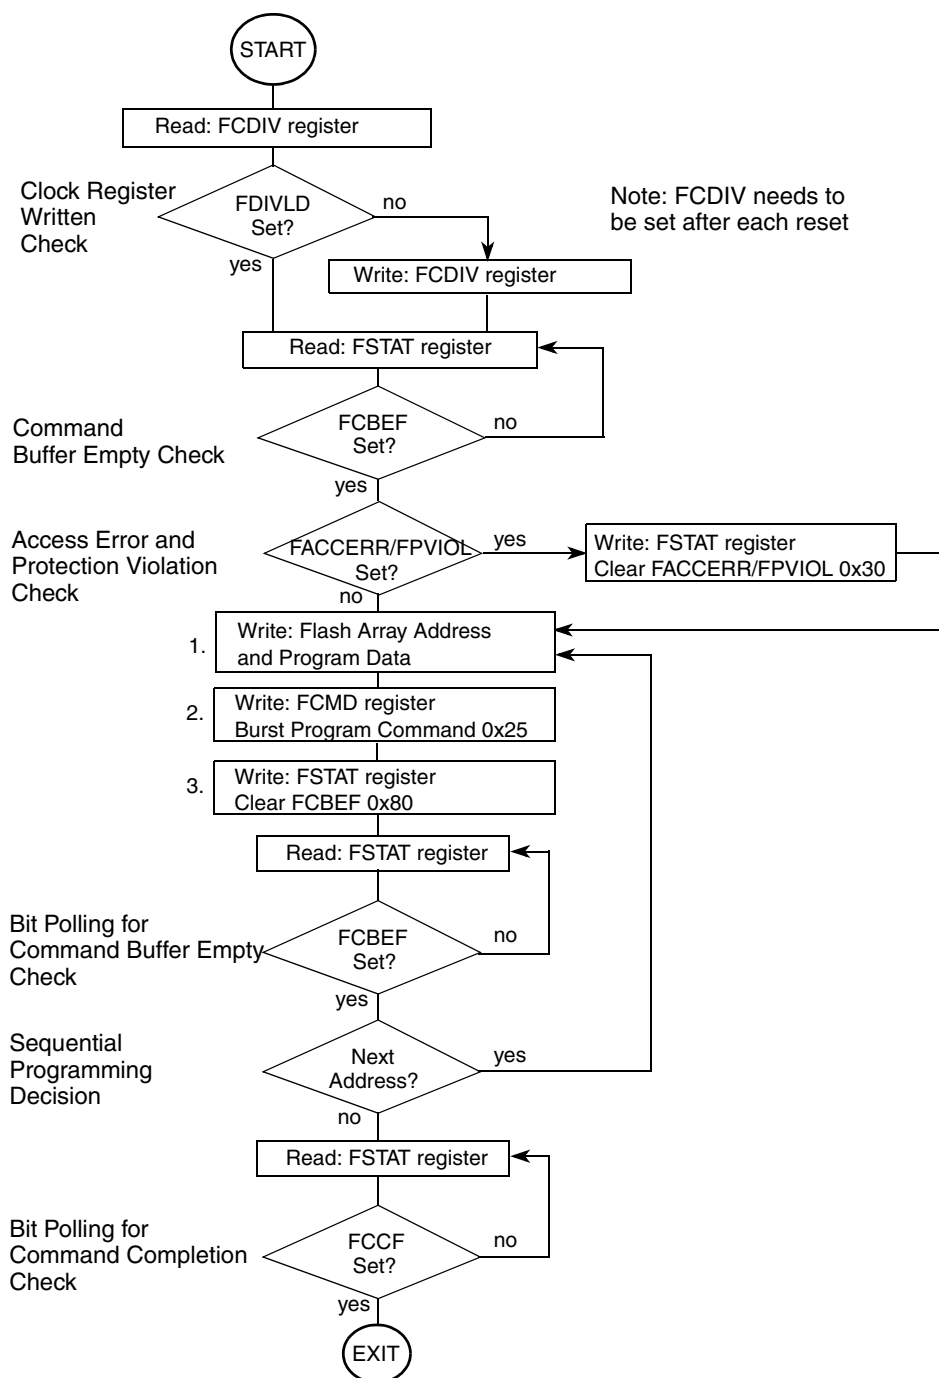 START
Read: FCDIV register
Clock Register
Written
Check
FDIVLD
Set?
no
yes
Note: FCDIV needs to
be set after each reset
Write: FCDIV register
Read: FSTAT register
Command
Buffer Empty Check
FCBEF
Set?
no
yes
Access Error and
Protection Violation
Check
FACCERR/FPVIOL
Set?
yes
no
Write: FSTAT register
Clear FACCERR/FPVIOL 0x30
1.
Write: Flash Array Address
and Program Data
2.
Write: FCMD register
Burst Program Command 0x25
3.
Write: FSTAT register
Clear FCBEF 0x80
Read: FSTAT register
Bit Polling for
Command Buffer Empty
Check
FCBEF
Set?
no
yes
Sequential
Programming
Decision
Next
Address?
yes
no
Read: FSTAT register
Bit Polling for
Command Completion
Check
FCCF
Set?
no
yes
EXIT